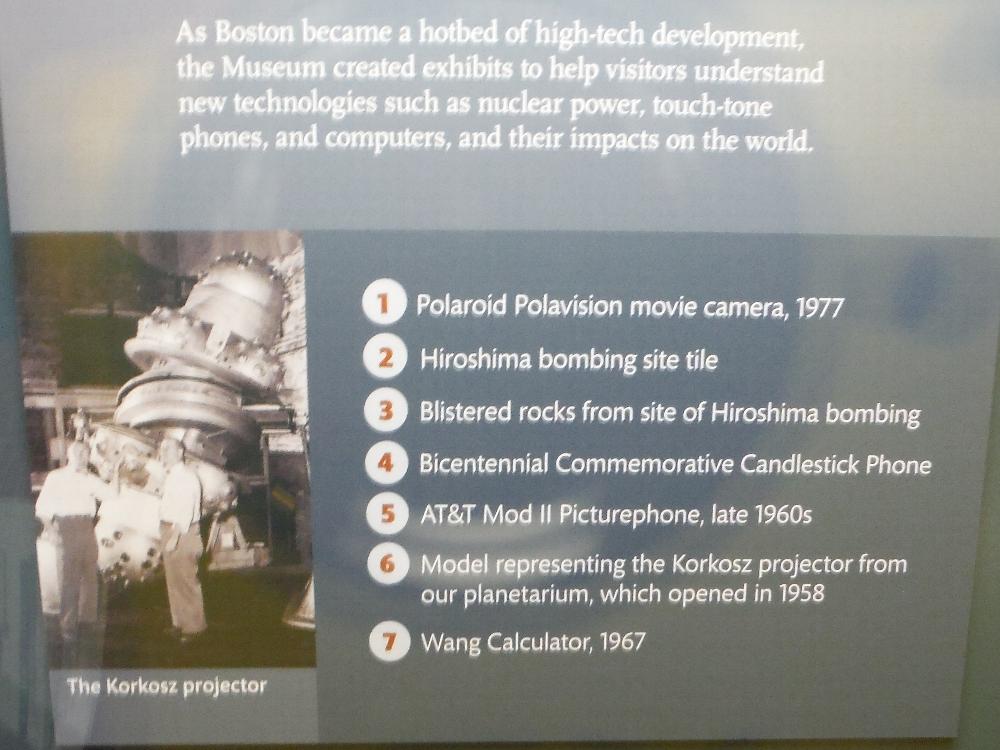 As Boston became a hotbed of high-tech development,
the Museum created exhibits to help visitors understand
new technologies such as nuclear power, touch-tone
phones, and computers, and their impacts on the world.
1 Polaroid Polavision movie camera, 1977
2 Hiroshima bombing site tile
3 Blistered rocks from site of Hiroshima bombing
4 Bicentennial Commemorative Candlestick Phone
5 AT&T Mod II Picturephone, late 1960s
6 Model representing the Korkosz projector from
our planetarium, which opened in 1958
7 Wang Calculator, 1967
The Korkosz projector